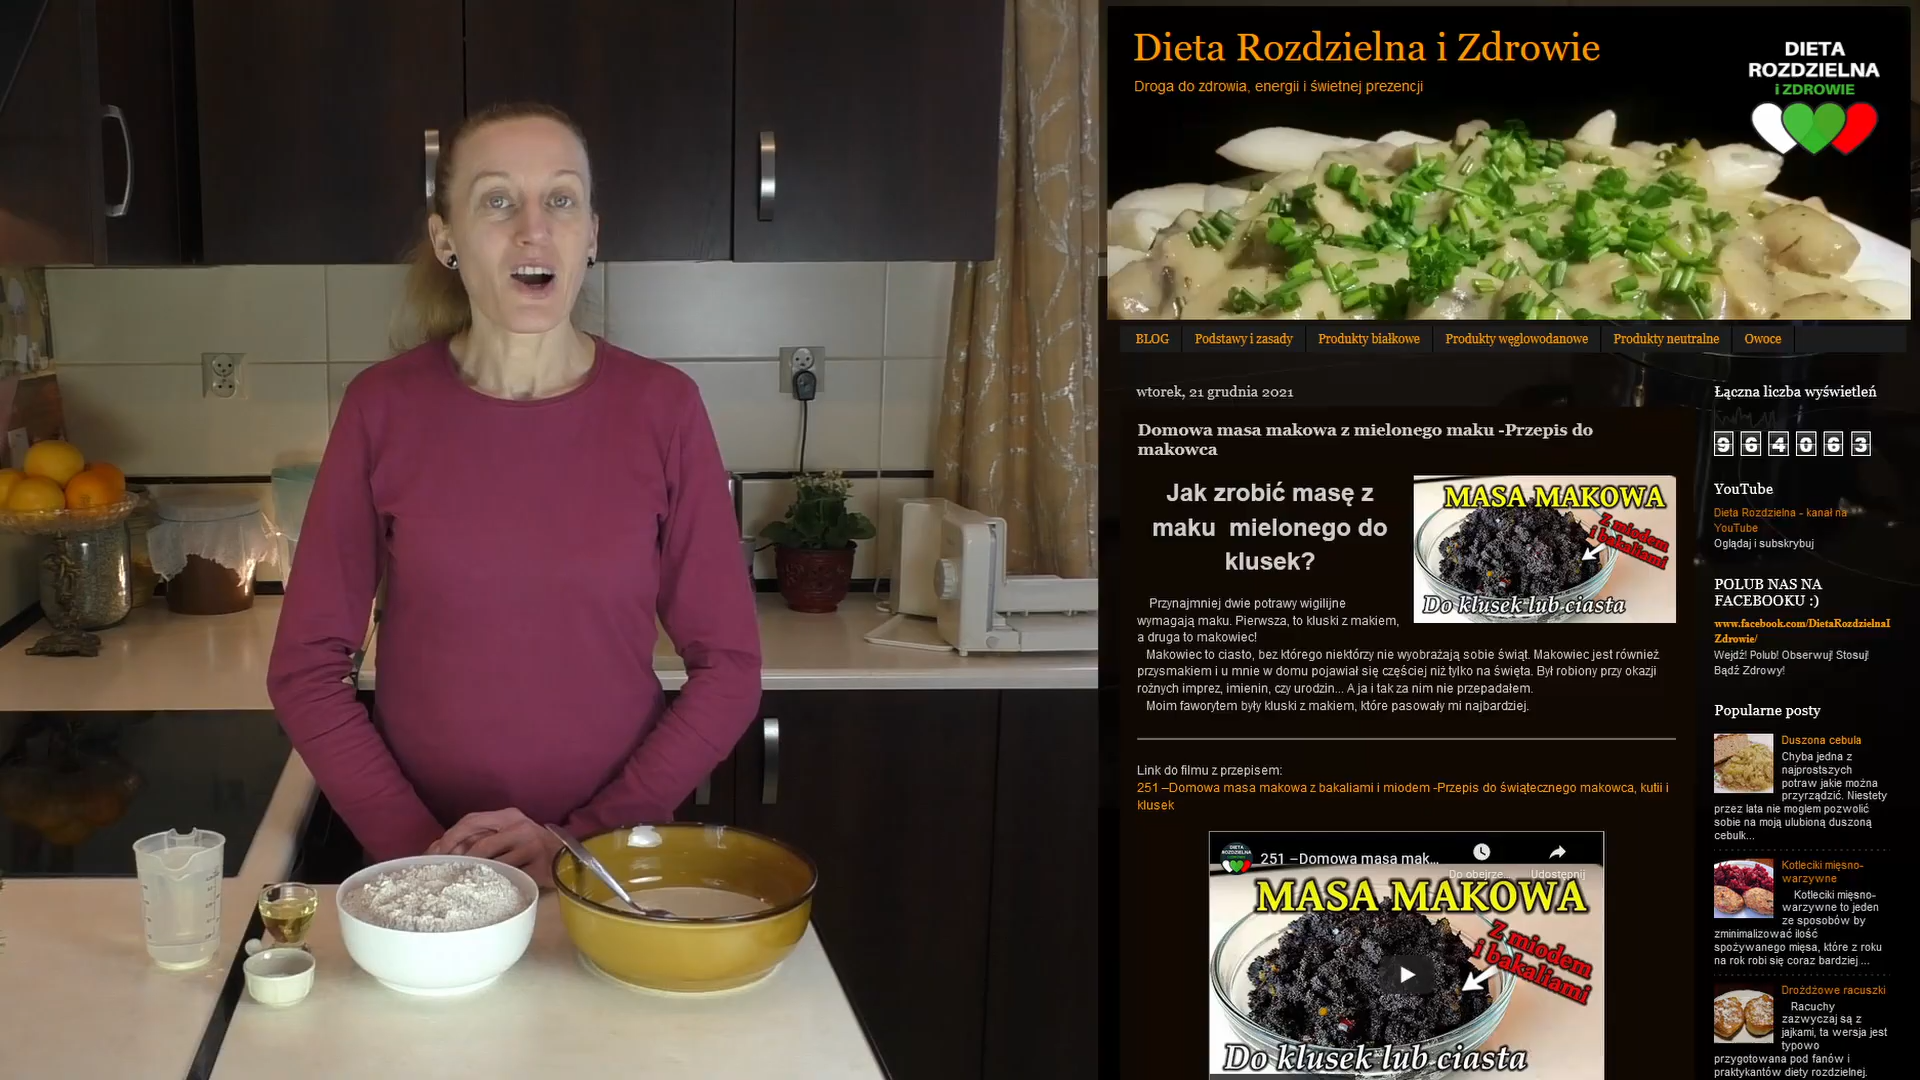 Dieta Rozdzielna i Zdrowie
Droga do zdrowia, energii i świetnej prezencji
DIETA
ROZDZIELNA
i ZDROWIE
BLOG
Podstawy i zasady
Produkty białkowe
Produkty węglowodanowe
Produkty neutralne
Owoce
wtorek, 21 grudnia 2021
Domowa masa makowa z mielonego maku -Przepis do
makowca
Jak zrobić masę z
maku mielonego do
klusek?
MASA MAKOWA
Z miodem
i bakaliami
Do klusek lub ciasta
Przynajmniej dwie potrawy wigilijne
wymagają maku. Pierwsza, to kluski z makiem,
a druga to makowiec!
Makowiec to ciasto, bez którego niektórzy nie wyobrażają sobie świąt. Makowiec jest również
przysmakiem i u mnie w domu pojawiał się częściej niż tylko na święta. Był robiony przy okazji
rożnych imprez, imienin, czy urodzin... A ja i tak za nim nie przepadałem.
Moim faworytem były kluski z makiem, które pasowały mi najbardziej.
Link do filmu z przepisem:
251 –Domowa masa makowa z bakaliami i miodem -Przepis do świątecznego makowca, kutii i
klusek
DIETA
ROZDZIELNA
251 –Domowa masa mak...
Do obejrze...
Udostępnij
MASA MAKOWA
Z miodem
i bakaliami
Do klusek lub ciasta
Łączna liczba wyświetleń
964063
YouTube
Dieta Rozdzielna - kanał na
YouTube
Oglądaj i subskrybuj
POLUB NAS NA
FACEBOOKU :)
www.facebook.com/DietaRozdzielnaI
Zdrowie/
Wejdź! Polub! Obserwuj! Stosuj!
Bądź Zdrowy!
Popularne posty
Duszona cebula
Chyba jedna z
najprostszych
potraw jakie można
przyrządzić. Niestety
przez lata nie mogłem pozwolić
sobie na moją ulubioną duszoną
cebulk...
Kotleciki mięsno-
warzywne
Kotleciki mięsno-
warzywne to jeden
ze sposobów by
zminimalizować ilość
spożywanego mięsa, które z roku
na rok robi się coraz bardziej ...
Drożdżowe racuszki
Racuchy
zazwyczaj są z
jajkami, ta wersja jest
typowo
przygotowana pod fanów i
praktykantów diety rozdzielnej.